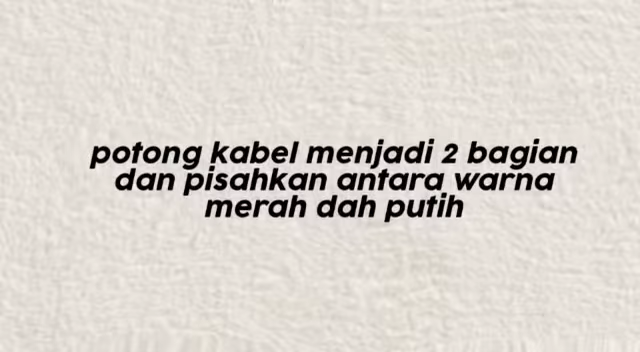 potong kabel menjadi 2 bagian
dan pisahkan antara warna
merah dah putih